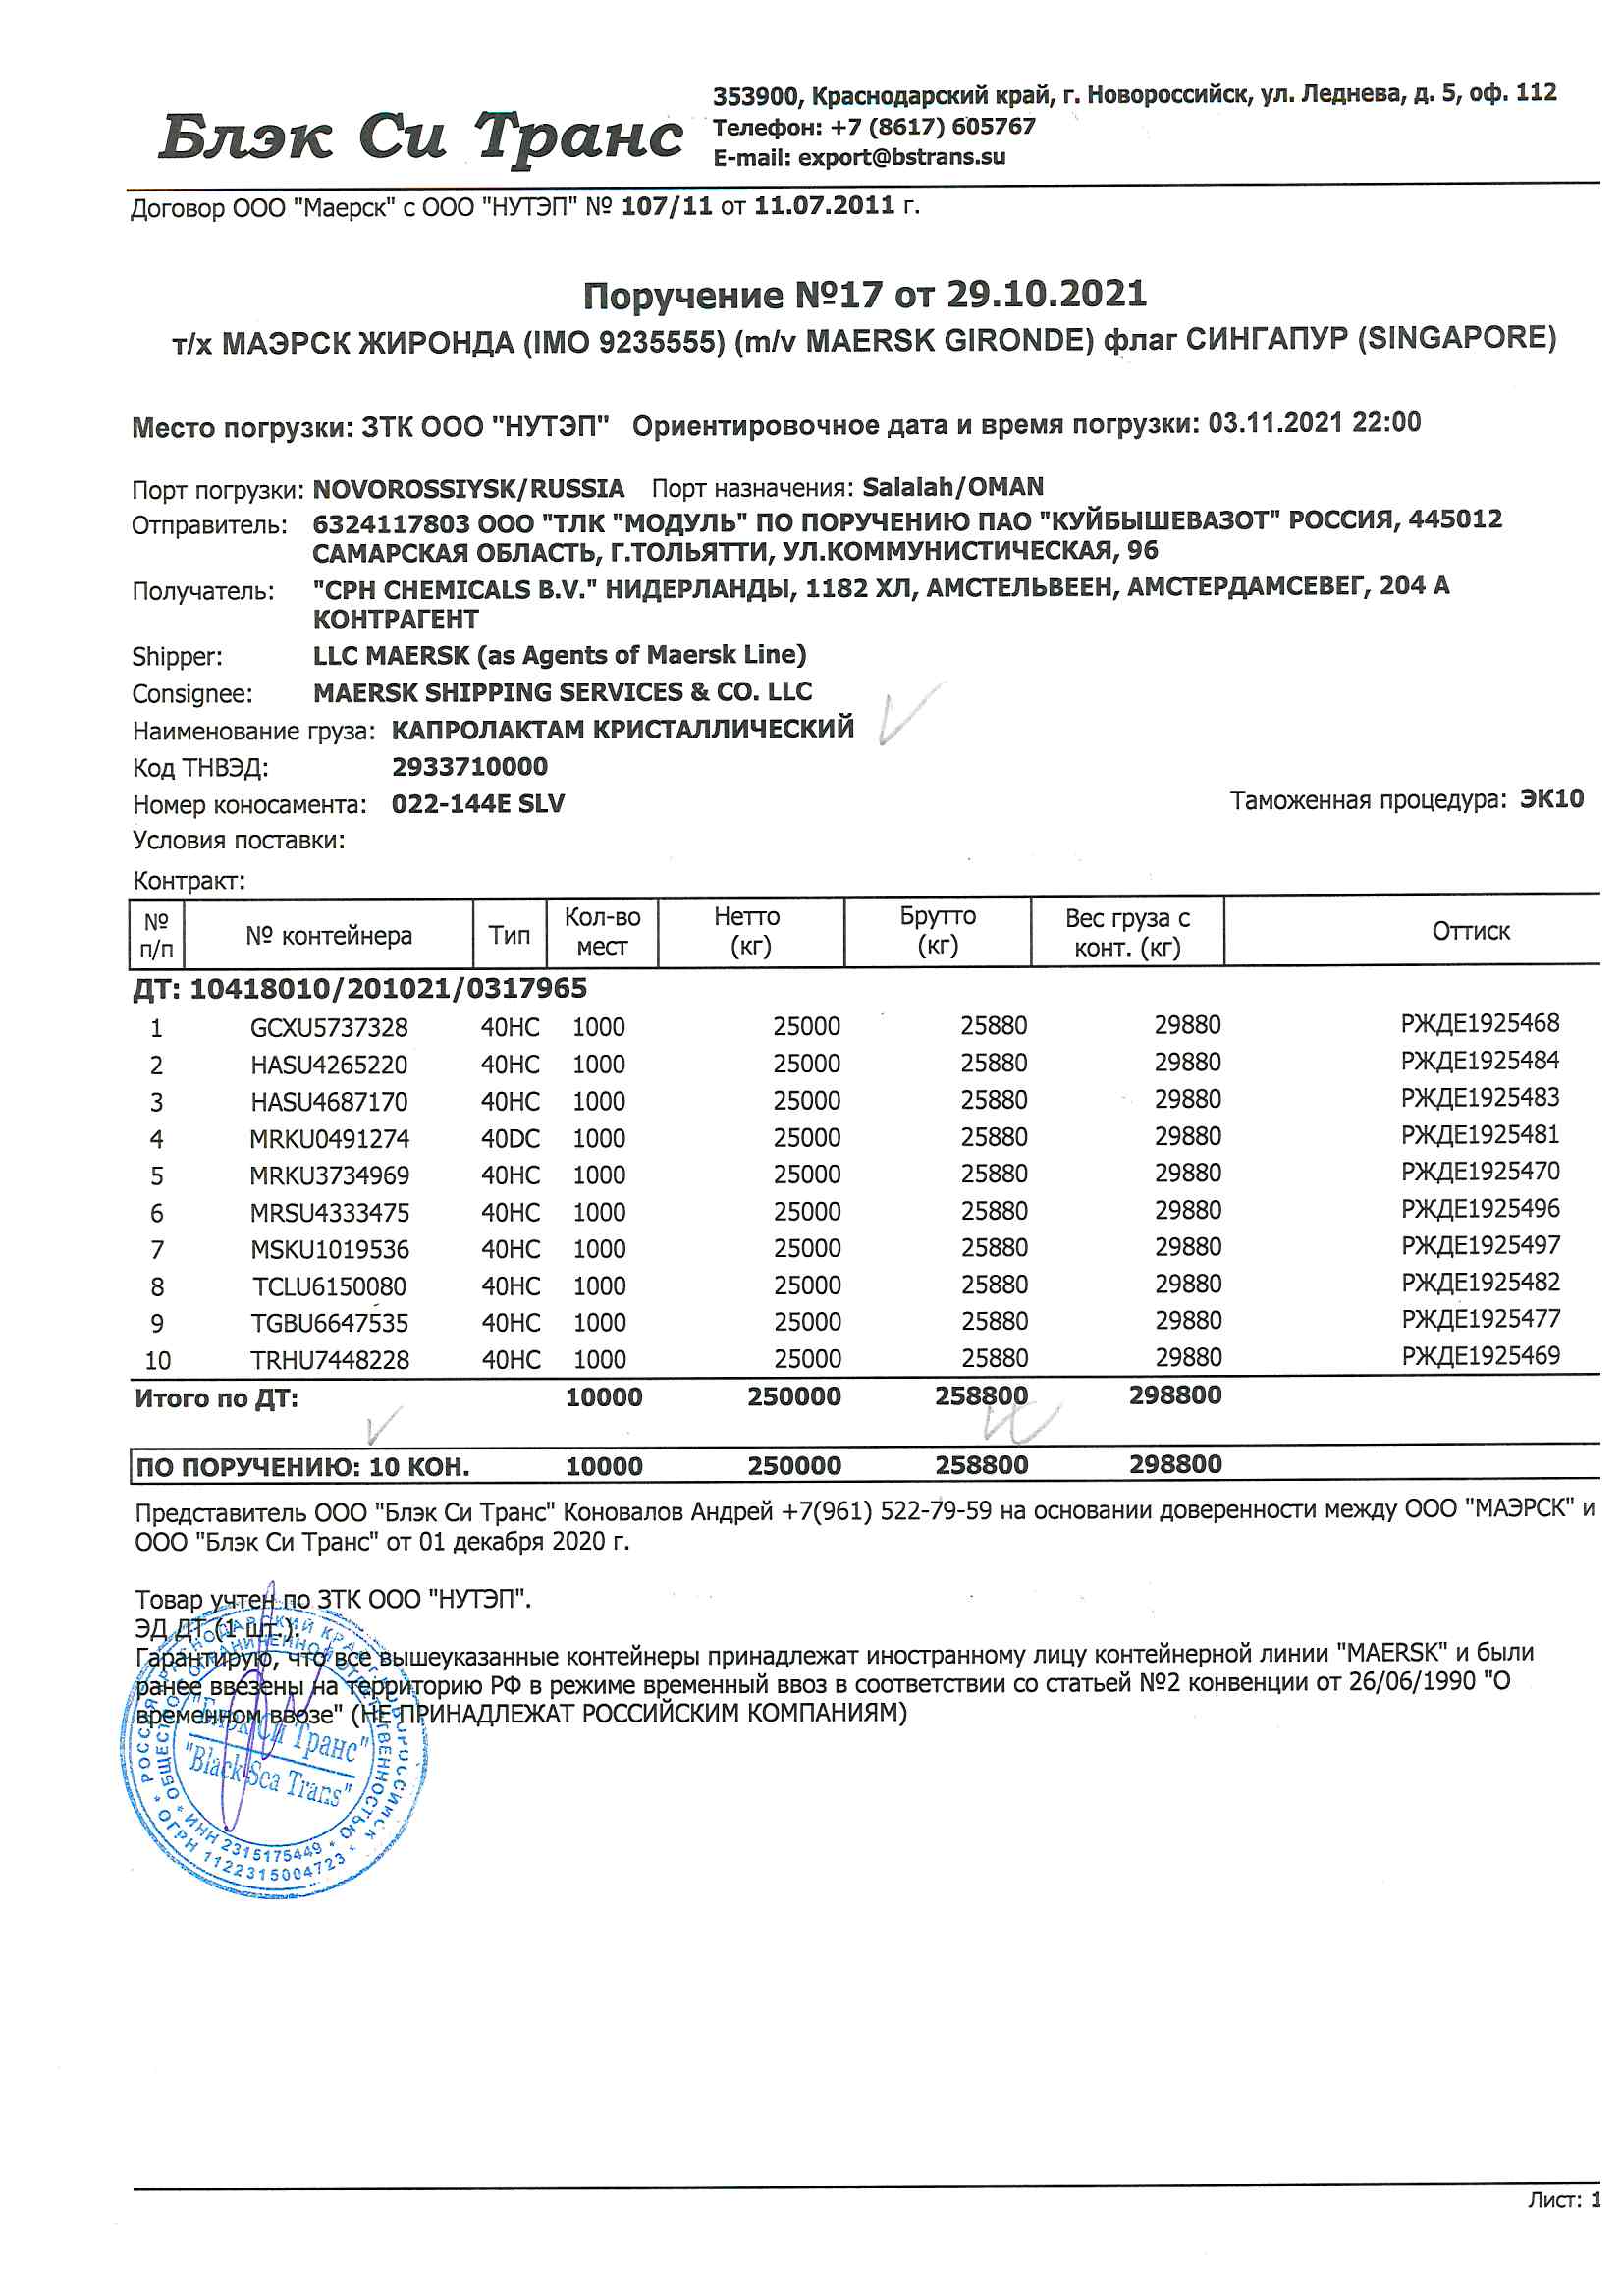 Блэк Си Транс
353900, Краснодарский край, г. Новороссийск, ул. Леднева, д. 5, оф. 112
Телефон: +7 (8617) 605767
E-mail: export@bstrans.su
Договор ООО "Маерск" с ООО "НУТЭП" № 107/11 от 11.07.2011 г.
Поручение №17 от 29.10.2021
т/х МАЭРСК ЖИРОНДА (IMO 9235555) (m/v MAERSK GIRONDE) флаг СИНГАПУР (SINGAPORE)
Место погрузки: ЗТК ООО "НУТЭП" Ориентировочное дата и время погрузки: 03.11.2021 22:00
Порт погрузки: NOVOROSSIYSK/RUSSIA Порт назначения: Salalah/OMAN
Отправитель: 6324117803 ООО "ТЛК "МОДУЛЬ" ПО ПОРУЧЕНИЮ ПАО "КУЙБЫШЕВАЗОТ" РОССИЯ, 445012
САМАРСКАЯ ОБЛАСТЬ, Г.ТОЛЬЯТТИ, УЛ.КОММУНИСТИЧЕСКАЯ, 96
Получатель: "CPH CHEMICALS B.V." НИДЕРЛАНДЫ, 1182 ХЛ, АМСТЕЛЬВЕЕН, АМСТЕРДАМСЕВЕГ, 204 А
КОНТРАГЕНТ
Shipper: LLC MAERSK (as Agents of Maersk Line)
Consignee: MAERSK SHIPPING SERVICES & CO. LLC
Наименование груза: КАПРОЛАКТАМ КРИСТАЛЛИЧЕСКИЙ
Код ТНВЭД: 2933710000
Номер коносамента: 022-144E SLV Таможенная процедура: ЭК10
Условия поставки:
Контракт:
№ п/п № контейнера Тип Кол-во мест Нетто (кг) Брутто (кг) Вес груза с конт. (кг) Оттиск
ДТ: 10418010/201021/0317965
1 GCXU5737328 40HC 1000 25000 25880 29880 РЖДЕ1925468
2 HASU4265220 40HC 1000 25000 25880 29880 РЖДЕ1925484
3 HASU4687170 40HC 1000 25000 25880 29880 РЖДЕ1925483
4 MRKU0491274 40DC 1000 25000 25880 29880 РЖДЕ1925481
5 MRKU3734969 40HC 1000 25000 25880 29880 РЖДЕ1925470
6 MRSU4333475 40HC 1000 25000 25880 29880 РЖДЕ1925496
7 MSKU1019536 40HC 1000 25000 25880 29880 РЖДЕ1925497
8 TCLU6150080 40HC 1000 25000 25880 29880 РЖДЕ1925482
9 TGBU6647535 40HC 1000 25000 25880 29880 РЖДЕ1925477
10 TRHU7448228 40HC 1000 25000 25880 29880 РЖДЕ1925469
Итого по ДТ: 10000 250000 258800 298800
ПО ПОРУЧЕНИЮ: 10 КОН. 10000 250000 258800 298800
Представитель ООО "Блэк Си Транс" Коновалов Андрей +7(961) 522-79-59 на основании доверенности между ООО "МАЭРСК" и
ООО "Блэк Си Транс" от 01 декабря 2020 г.
Товар учтен по ЗТК ООО "НУТЭП".
ЭД ДТ (1 шт.).
Гарантирую, что все вышеуказанные контейнеры принадлежат иностранному лицу контейнерной линии "MAERSK" и были
ранее ввезены на территорию РФ в режиме временный ввоз в соответствии со статьей №2 конвенции от 26/06/1990 "О
временном ввозе" (НЕ ПРИНАДЛЕЖАТ РОССИЙСКИМ КОМПАНИЯМ)
"Блэк Си Транс"
"Black Sea Trans"
ИНН 2315175449
ОГРН 1122315004723
Лист: 1